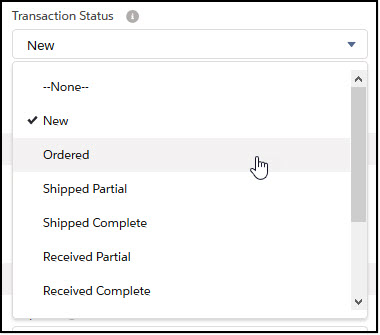 Transaction Status
New
--None--
New
Ordered
Shipped Partial
Shipped Complete
Received Partial
Received Complete